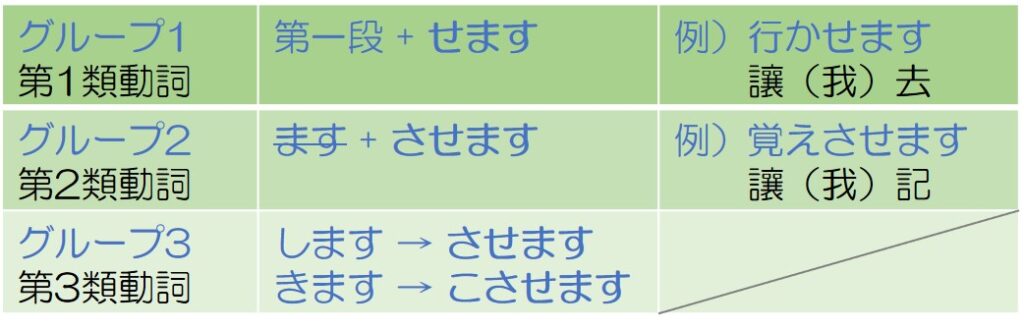 グループ1
第1類動詞
第一段 + せます
例）行かせます
讓（我）去
グループ2
第2類動詞
ます + させます
例）覚えさせます
讓（我）記
グループ3
第3類動詞
します → させます
きます → こさせます